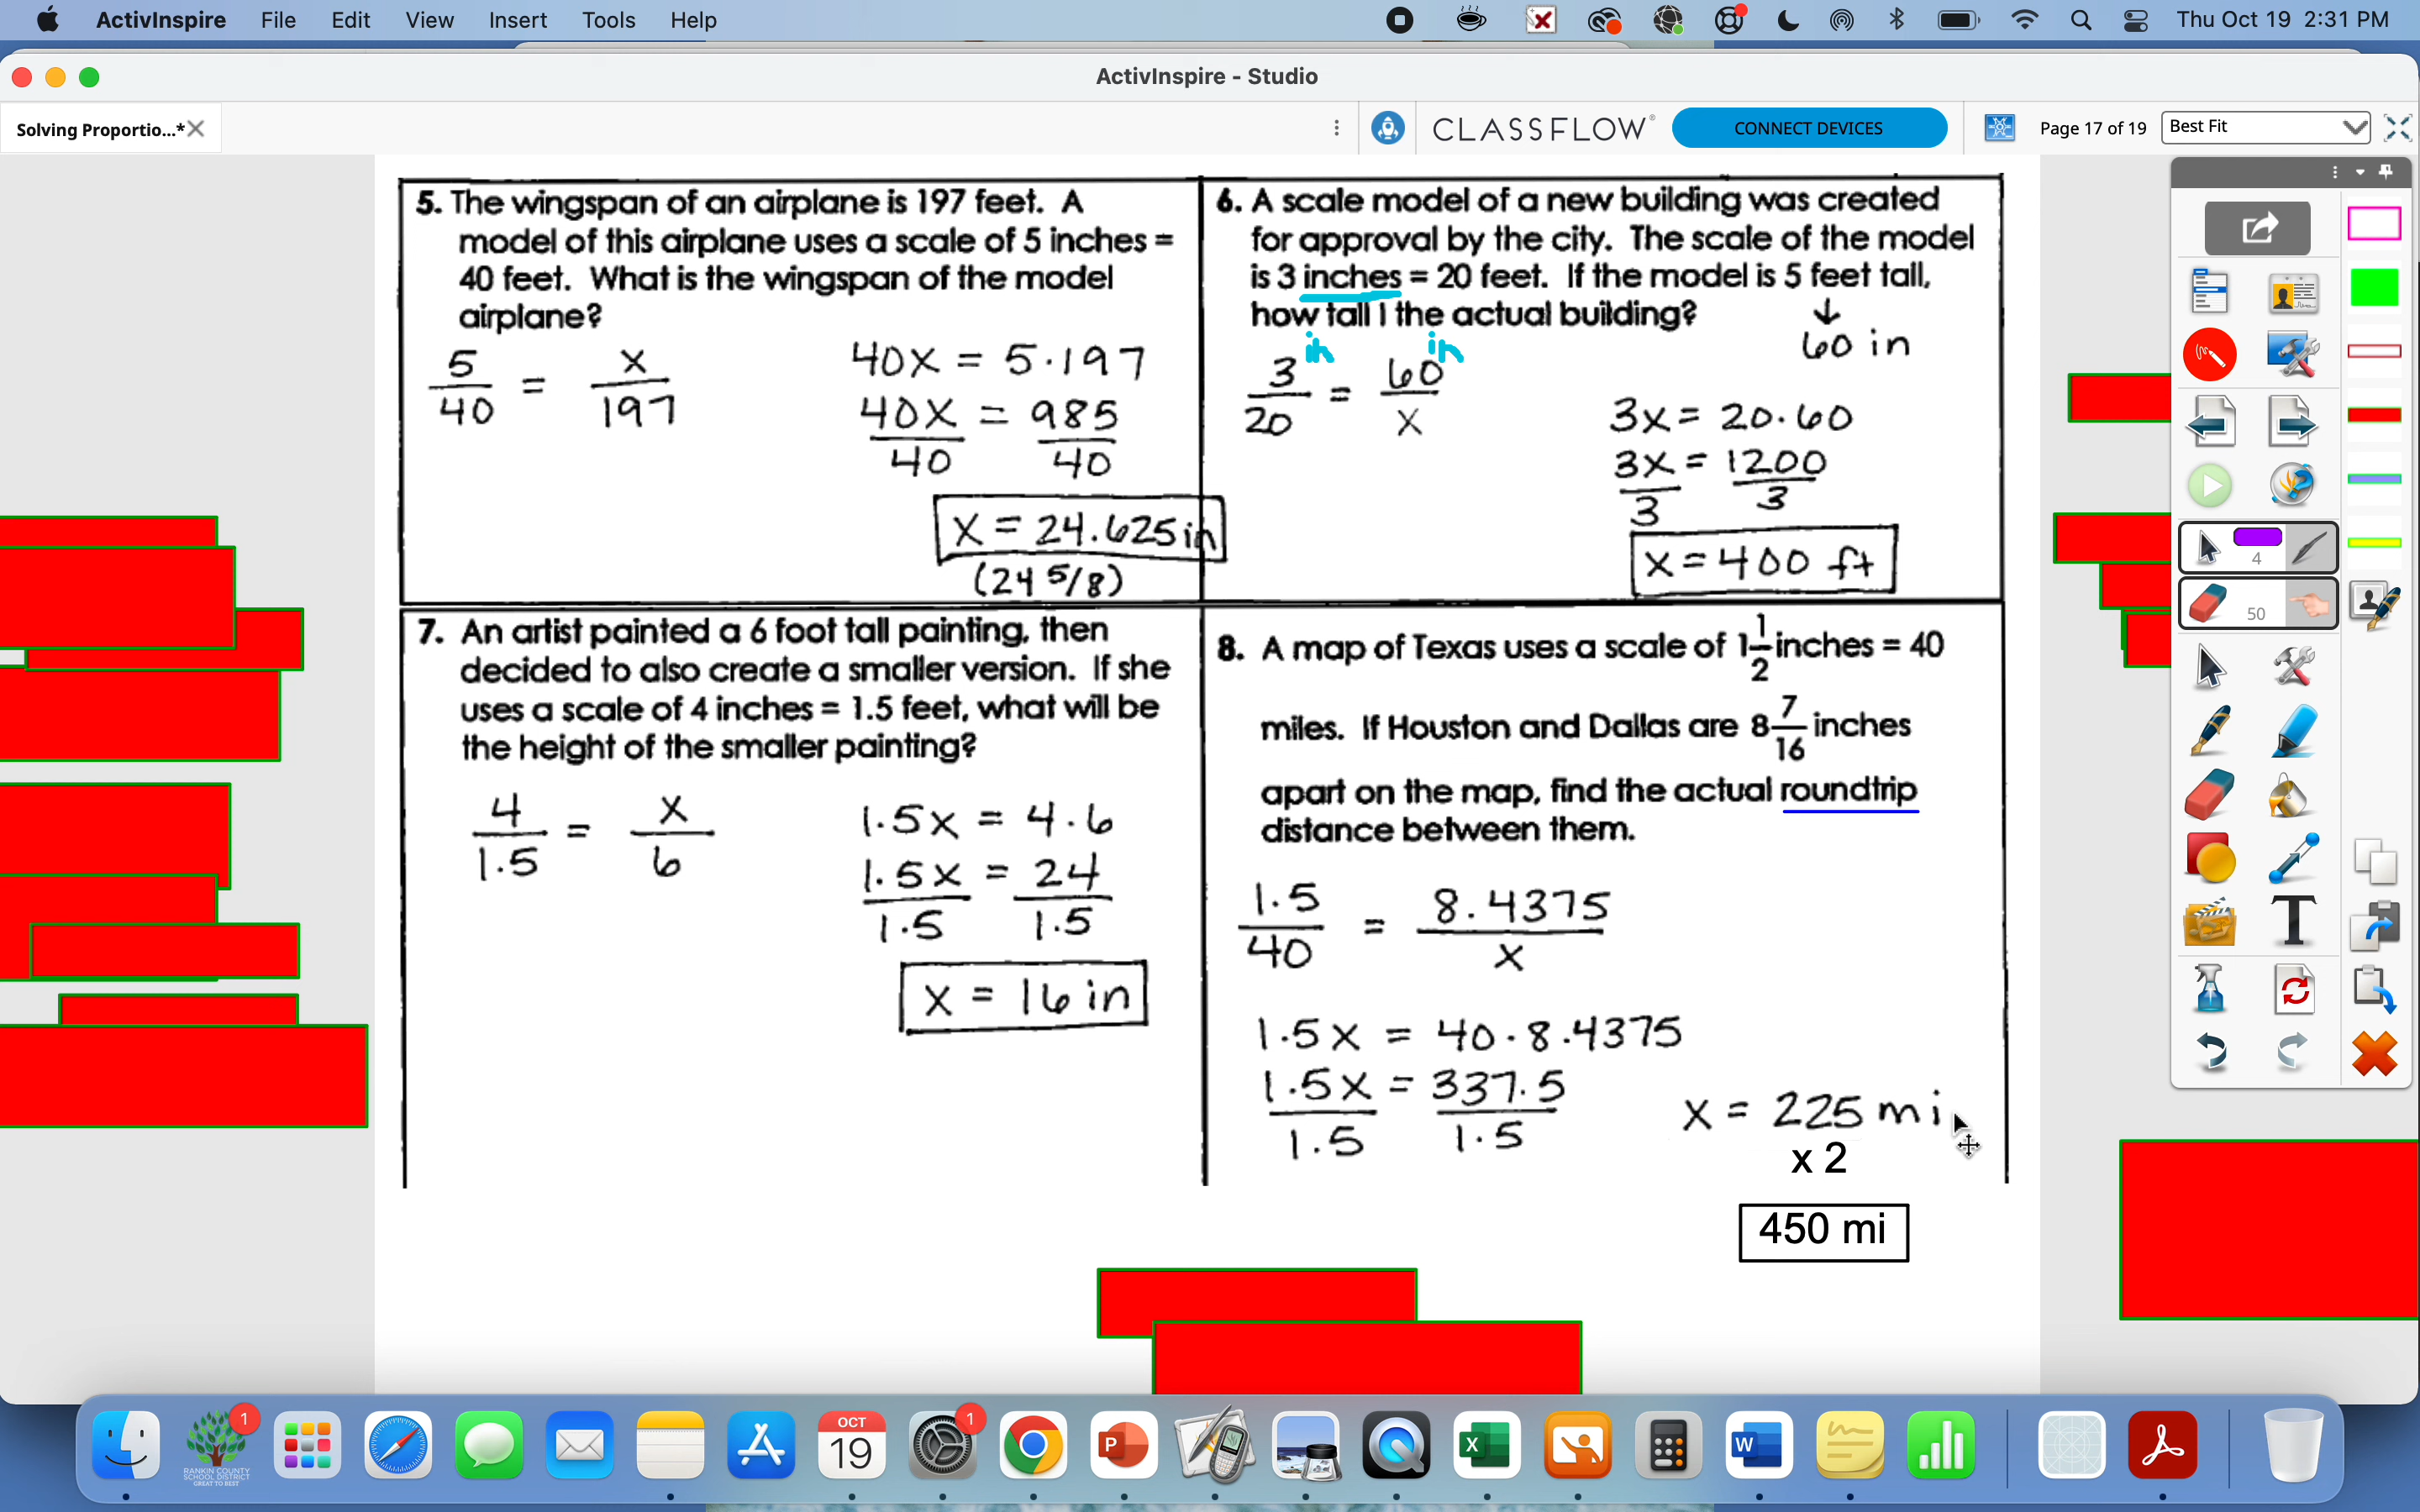 ActivInspire File Edit View Insert Tools Help
Thu Oct 19 2:31 PM
ActivInspire - Studio
Solving Proportio...*
CLASSFLOW®
CONNECT DEVICES
Page 17 of 19
Best Fit
5. The wingspan of an airplane is 197 feet. A
model of this airplane uses a scale of 5 inches =
40 feet. What is the wingspan of the model
airplane?
5/40 = x/197
40x = 5·197
40x/40 = 985/40
x = 24.625 in
(24 5/8)
6. A scale model of a new building was created
for approval by the city. The scale of the model
is 3 inches = 20 feet. If the model is 5 feet tall,
how tall I the actual building?
↓
60 in
in in
3/20 = 60/x
3x = 20·60
3x/3 = 1200/3
x = 400 ft
7. An artist painted a 6 foot tall painting, then
decided to also create a smaller version. If she
uses a scale of 4 inches = 1.5 feet, what will be
the height of the smaller painting?
4/1.5 = x/6
1.5x = 4·6
1.5x/1.5 = 24/1.5
x = 16 in
8. A map of Texas uses a scale of 1 1/2 inches = 40
miles. If Houston and Dallas are 8 7/16 inches
apart on the map, find the actual roundtrip
distance between them.
1.5/40 = 8.4375/x
1.5x = 40·8.4375
1.5x/1.5 = 337.5/1.5
x = 225 mi
x 2
450 mi
4
50
T
1
RANKIN COUNTY
SCHOOL DISTRICT
GREAT TO BEST
OCT
19
1
P
X
W